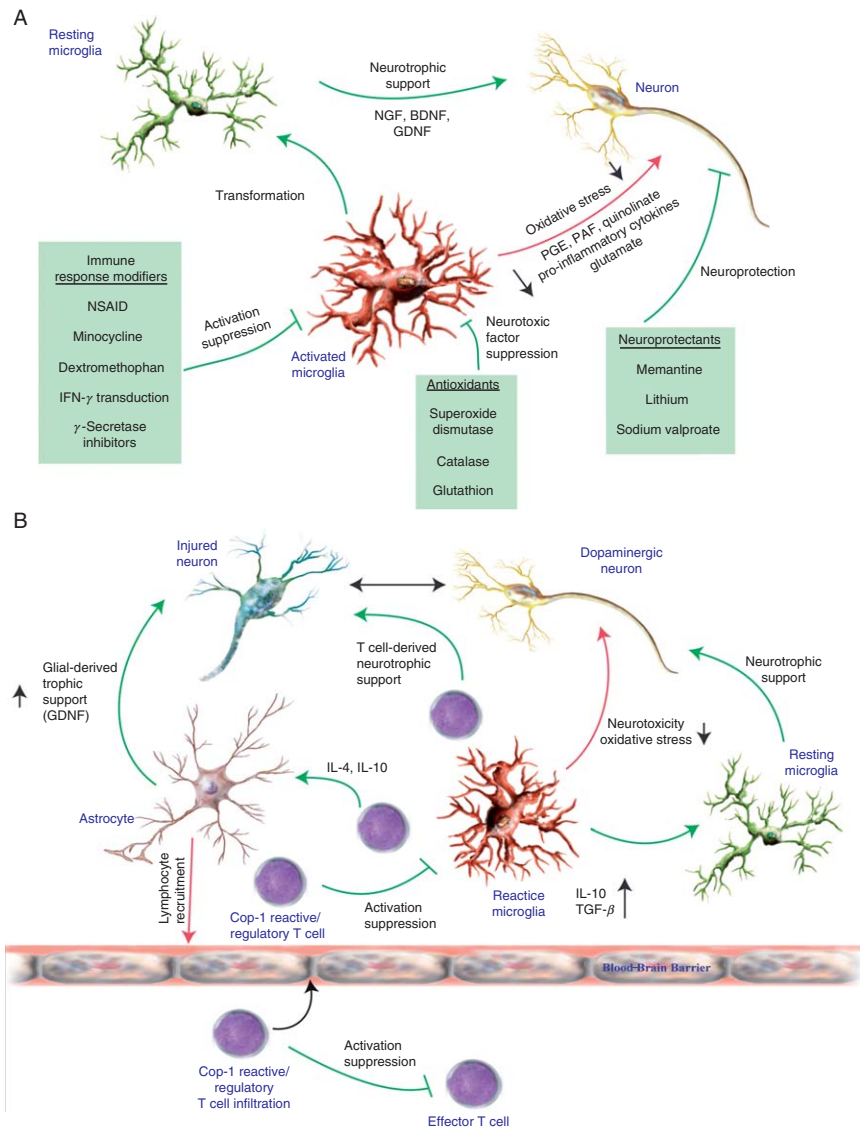 A
Resting
microglia
Neurotrophic
support
NGF, BDNF,
GDNF
Neuron
Transformation
Oxidative stress
PGE, PAF, quinolinate
pro-inflammatory cytokines
glutamate
Neuroprotection
Immune
response modifiers
NSAID
Minocycline
Dextromethophan
IFN-γ transduction
γ-Secretase
inhibitors
Activation
suppression
Activated
microglia
Neurotoxic
factor
suppression
Antioxidants
Superoxide
dismutase
Catalase
Glutathion
Neuroprotectants
Memantine
Lithium
Sodium valproate
B
Injured
neuron
Dopaminergic
neuron
Glial-derived
trophic
support
(GDNF)
T cell-derived
neurotrophic
support
Neurotrophic
support
Neurotoxicity
oxidative stress
Resting
microglia
IL-4, IL-10
Astrocyte
Lymphocyte
recruitment
Cop-1 reactive/
regulatory T cell
Activation
suppression
Reactice
microglia
IL-10
TGF-β
Blood-Brain Barrier
Cop-1 reactive/
regulatory
T cell infiltration
Activation
suppression
Effector T cell